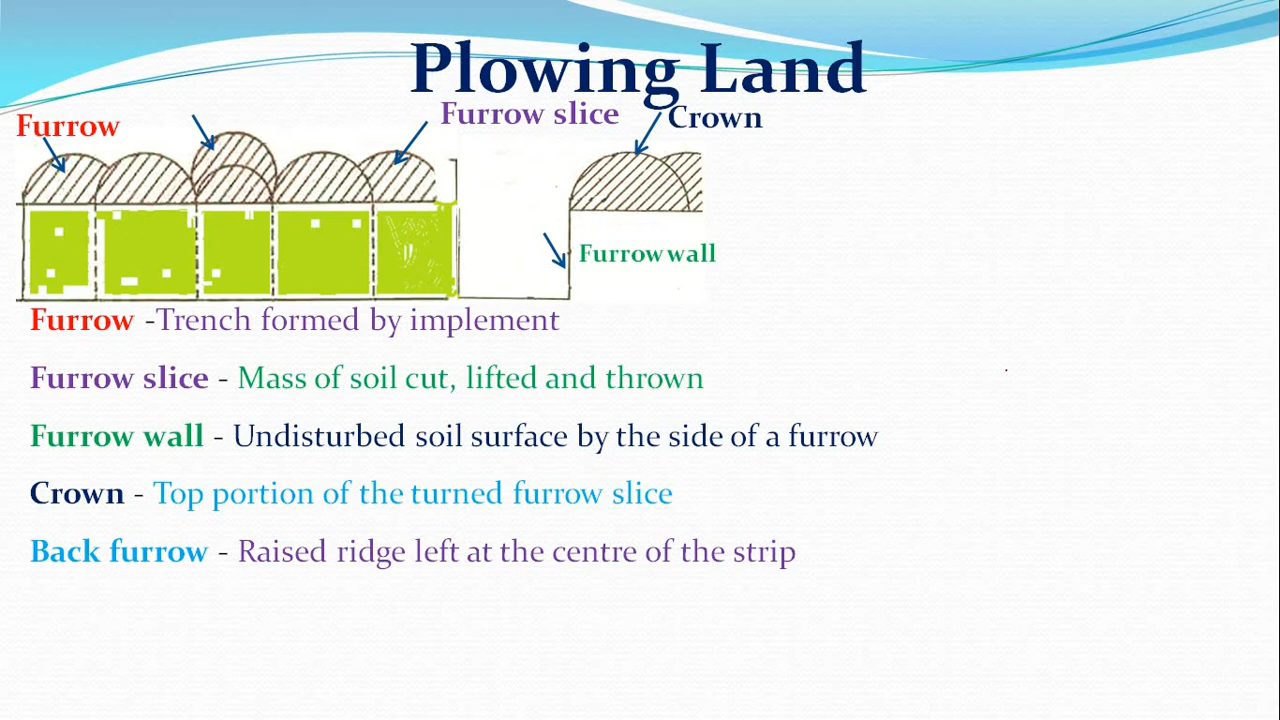 Plowing Land
Furrow
Furrow slice
Crown
Furrow wall
Furrow -Trench formed by implement
Furrow slice - Mass of soil cut, lifted and thrown
Furrow wall - Undisturbed soil surface by the side of a furrow
Crown - Top portion of the turned furrow slice
Back furrow - Raised ridge left at the centre of the strip